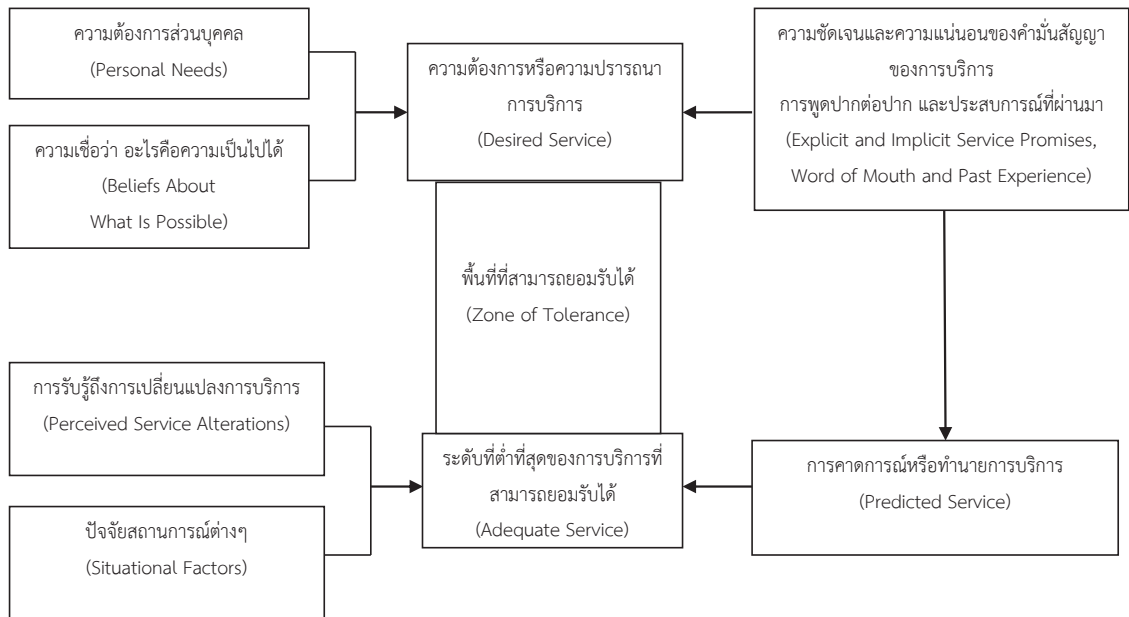 ความต้องการส่วนบุคคล
(Personal Needs)
ความเชื่อว่า อะไรคือความเป็นไปได้
(Beliefs About
What Is Possible)
ความต้องการหรือความปรารถนา
การบริการ
(Desired Service)
ความชัดเจนและความแน่นอนของคำมั่นสัญญา
ของการบริการ
การพูดปากต่อปาก และประสบการณ์ที่ผ่านมา
(Explicit and Implicit Service Promises,
Word of Mouth and Past Experience)
พื้นที่ที่สามารถยอมรับได้
(Zone of Tolerance)
การรับรู้ถึงการเปลี่ยนแปลงการบริการ
(Perceived Service Alterations)
ปัจจัยสถานการณ์ต่างๆ
(Situational Factors)
ระดับที่ต่ำที่สุดของการบริการที่
สามารถยอมรับได้
(Adequate Service)
การคาดการณ์หรือทำนายการบริการ
(Predicted Service)